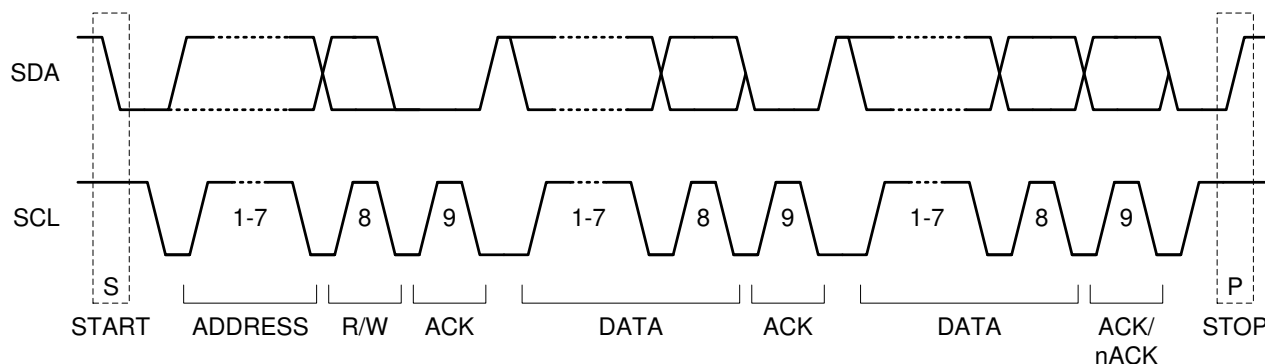 SDA
SCL
1-7 8 9 1-7 8 9 1-7 8 9
S P
START ADDRESS R/W ACK DATA ACK DATA ACK/ STOP
nACK